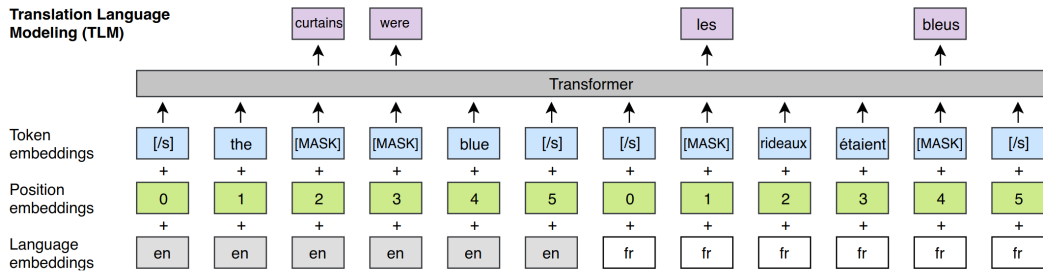 Translation Language
Modeling (TLM)
curtains were les bleus
Transformer
Token
embeddings
[/s] the [MASK] [MASK] blue [/s] [/s] [MASK] rideaux étaient [MASK] [/s]
+ + + + + + + + + + + +
Position
embeddings
0 1 2 3 4 5 0 1 2 3 4 5
+ + + + + + + + + + + +
Language
embeddings
en en en en en en fr fr fr fr fr fr